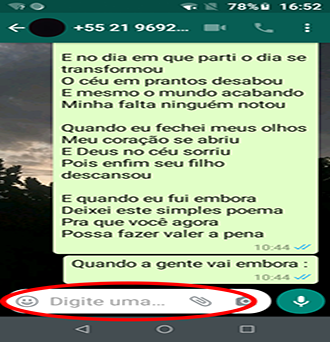 78% 16:52
+55 21 9692...
E no dia em que parti o dia se
transformou
O céu em prantos desabou
E mesmo o mundo acabando
Minha falta ninguém notou
Quando eu fechei meus olhos
Meu coração se abriu
E Deus no céu sorriu
Pois enfim seu filho
descansou
E quando eu fui embora
Deixei este simples poema
Pra que você agora
Possa fazer valer a pena
10:44
Quando a gente vai embora :
10:44
Digite uma...